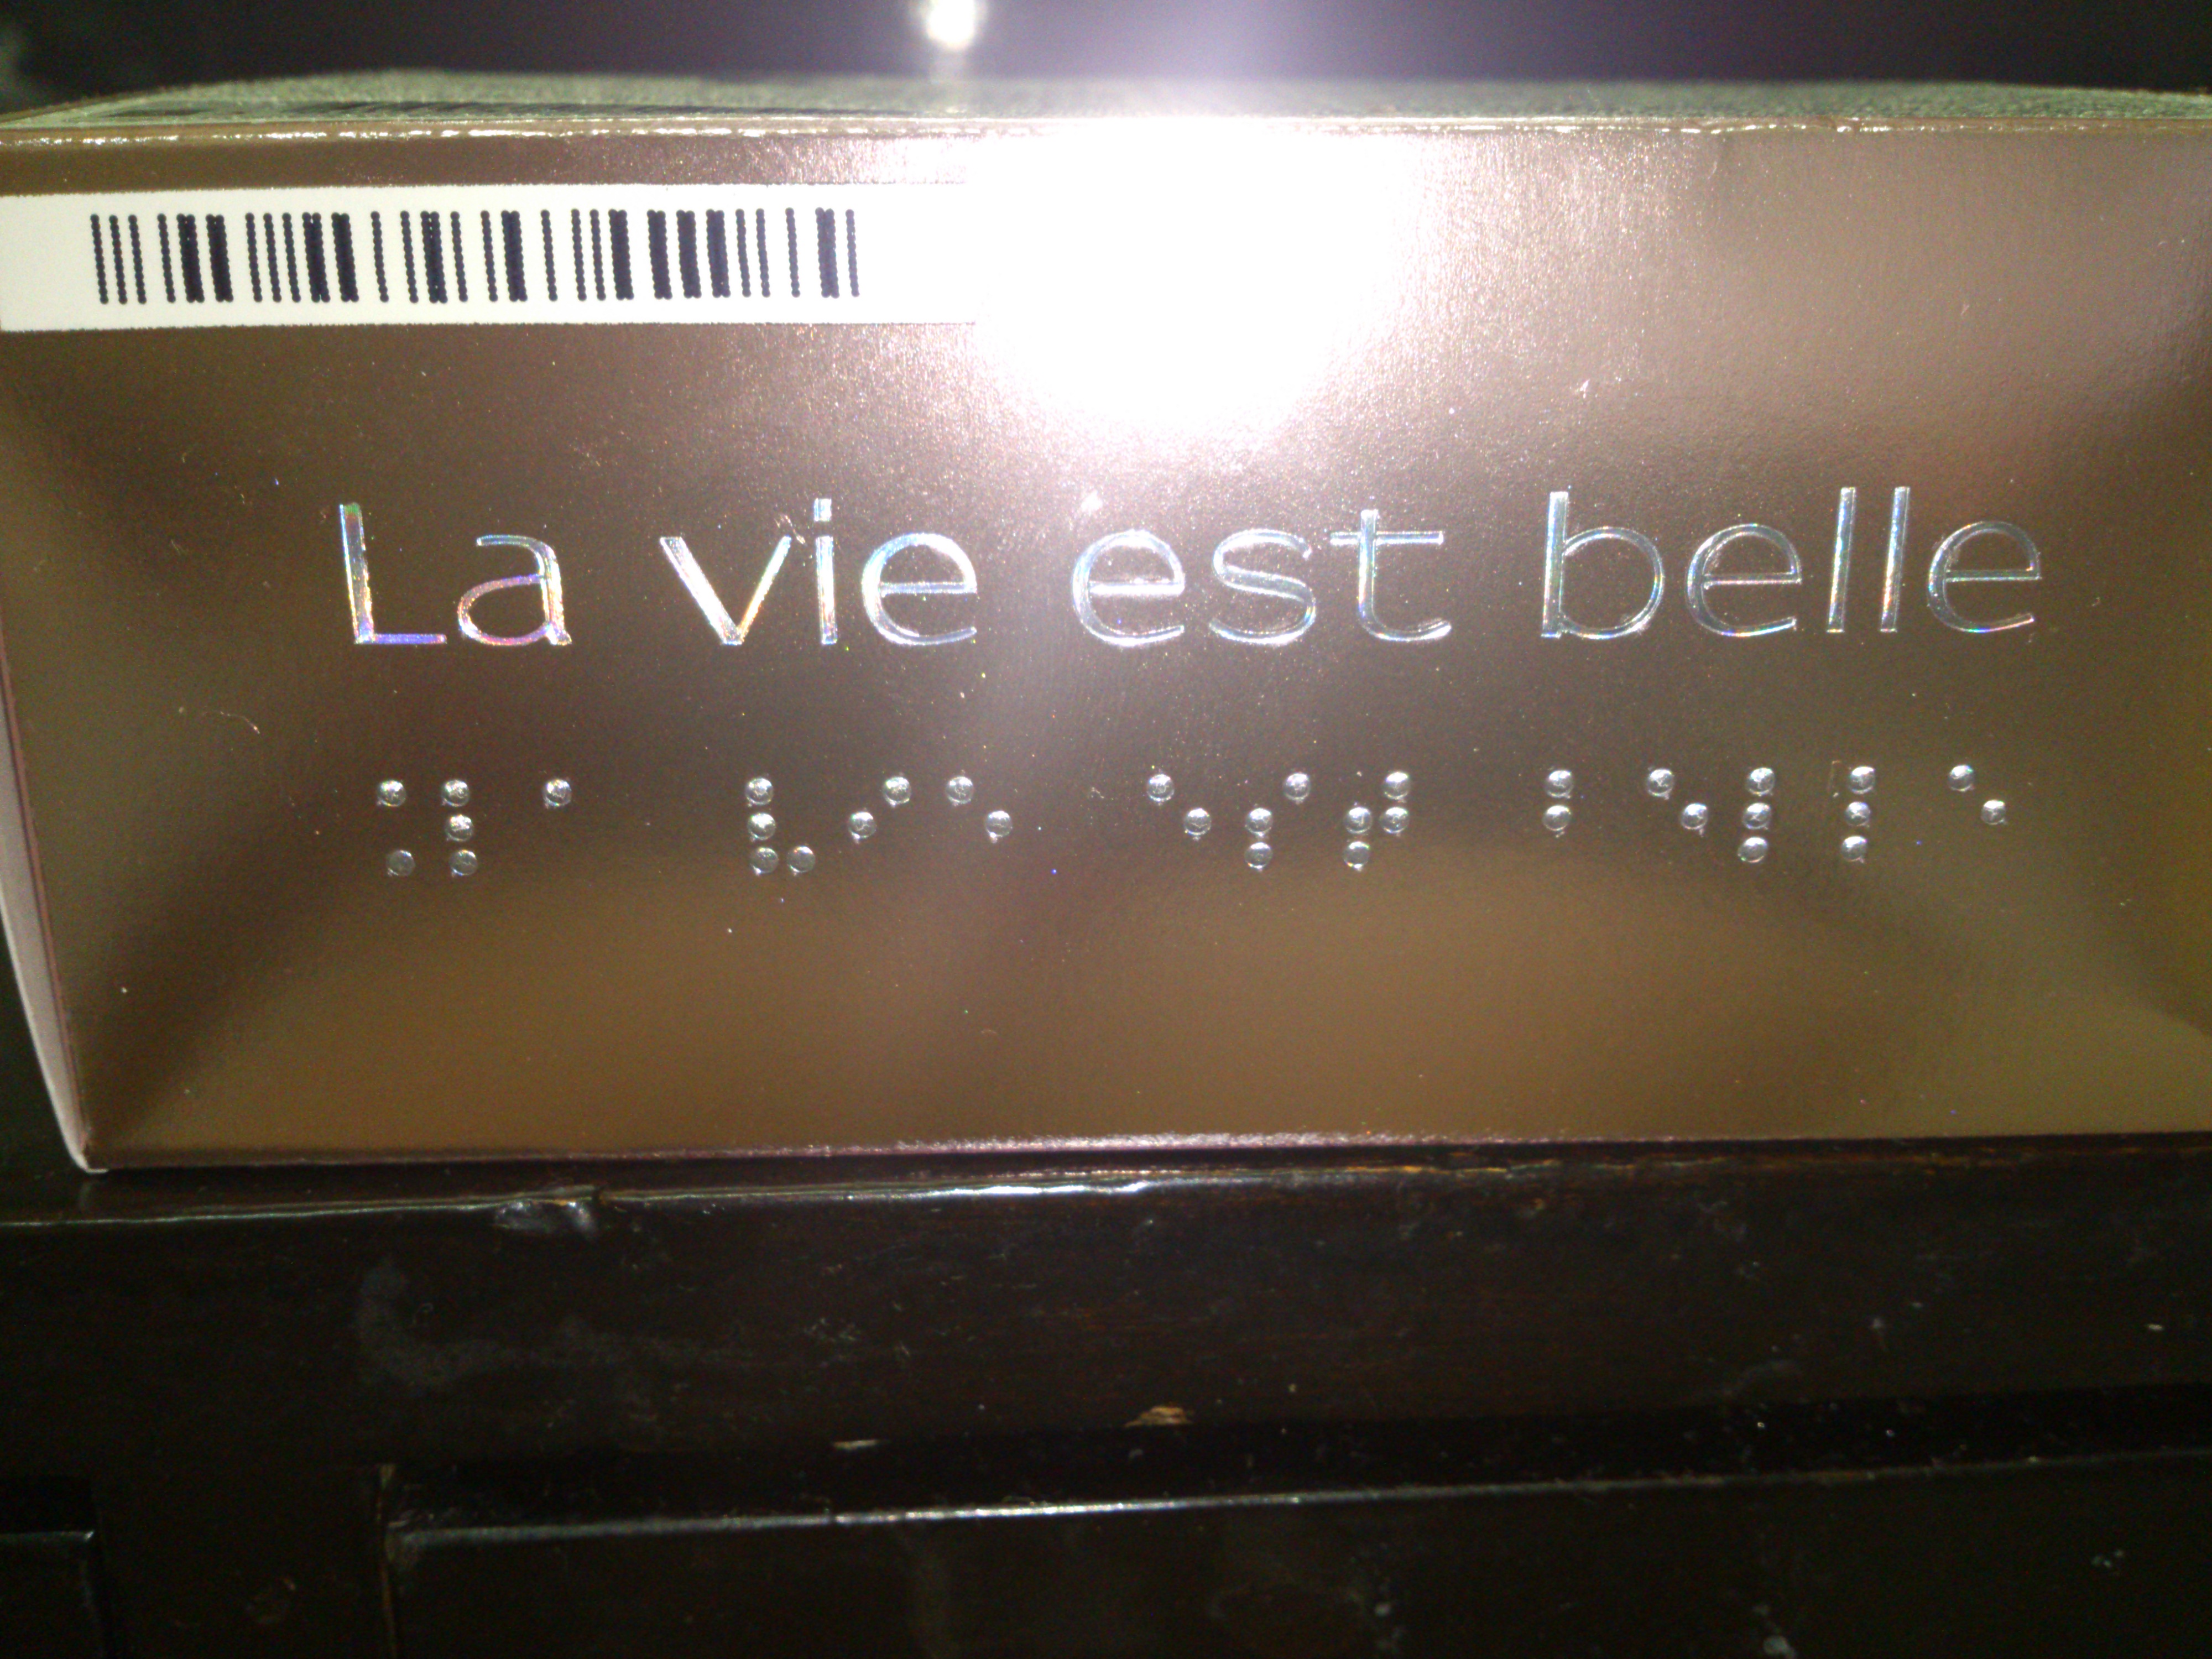 La vie est belle
⠨⠇⠁ ⠧⠊⠑ ⠑⠎⠞ ⠃⠑⠇⠇⠑